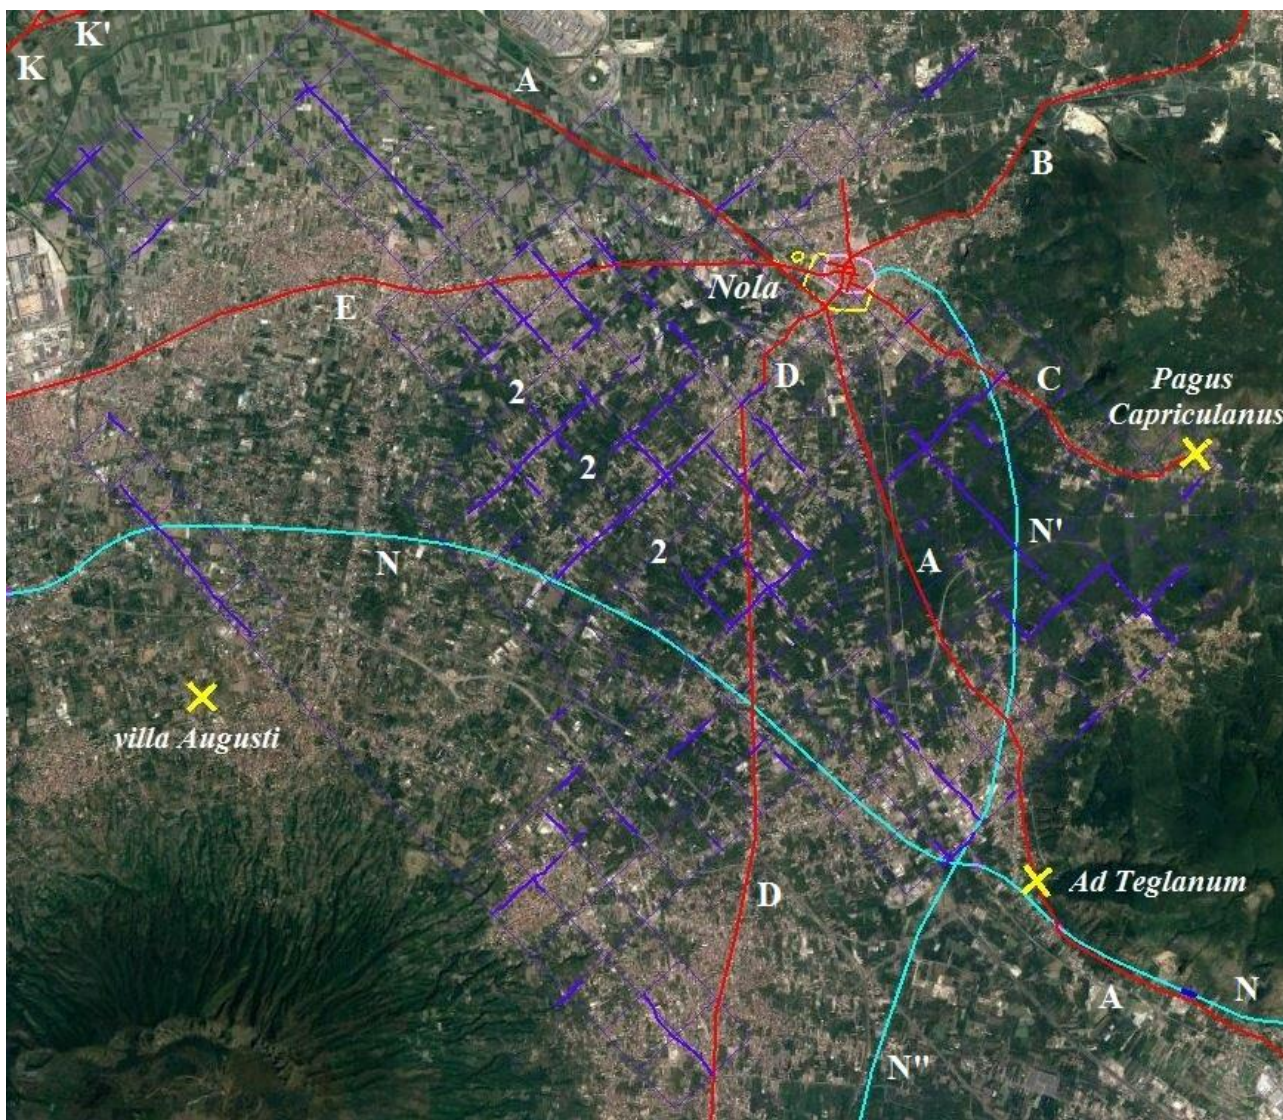 K'
K
A
B
Nola
E
D
C
Pagus
Capriculanus
2
2
2
N
N'
A
villa Augusti
D
Ad Teglanum
A
N
N"